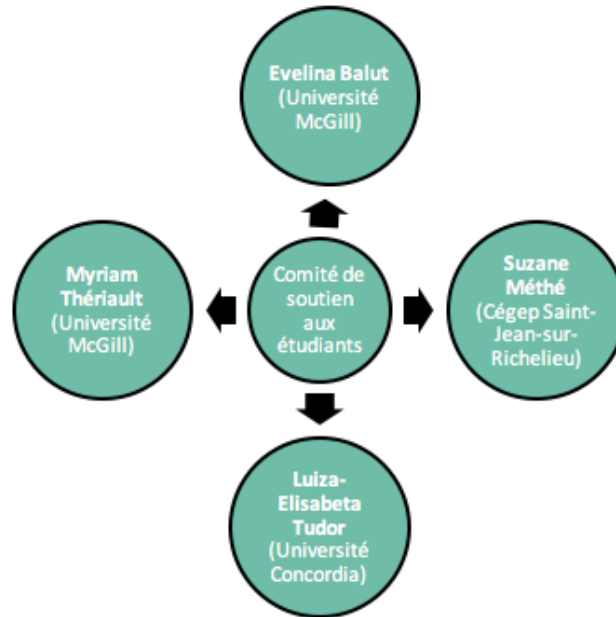 Evelina Balut
(Université
McGill)
Myriam
Thériault
(Université
McGill)
Comité de
soutien
aux
étudiants
Suzane
Méthé
(Cégep Saint-
Jean-sur-
Richelieu)
Luiza-
Elisabeta
Tudor
(Université
Concordia)